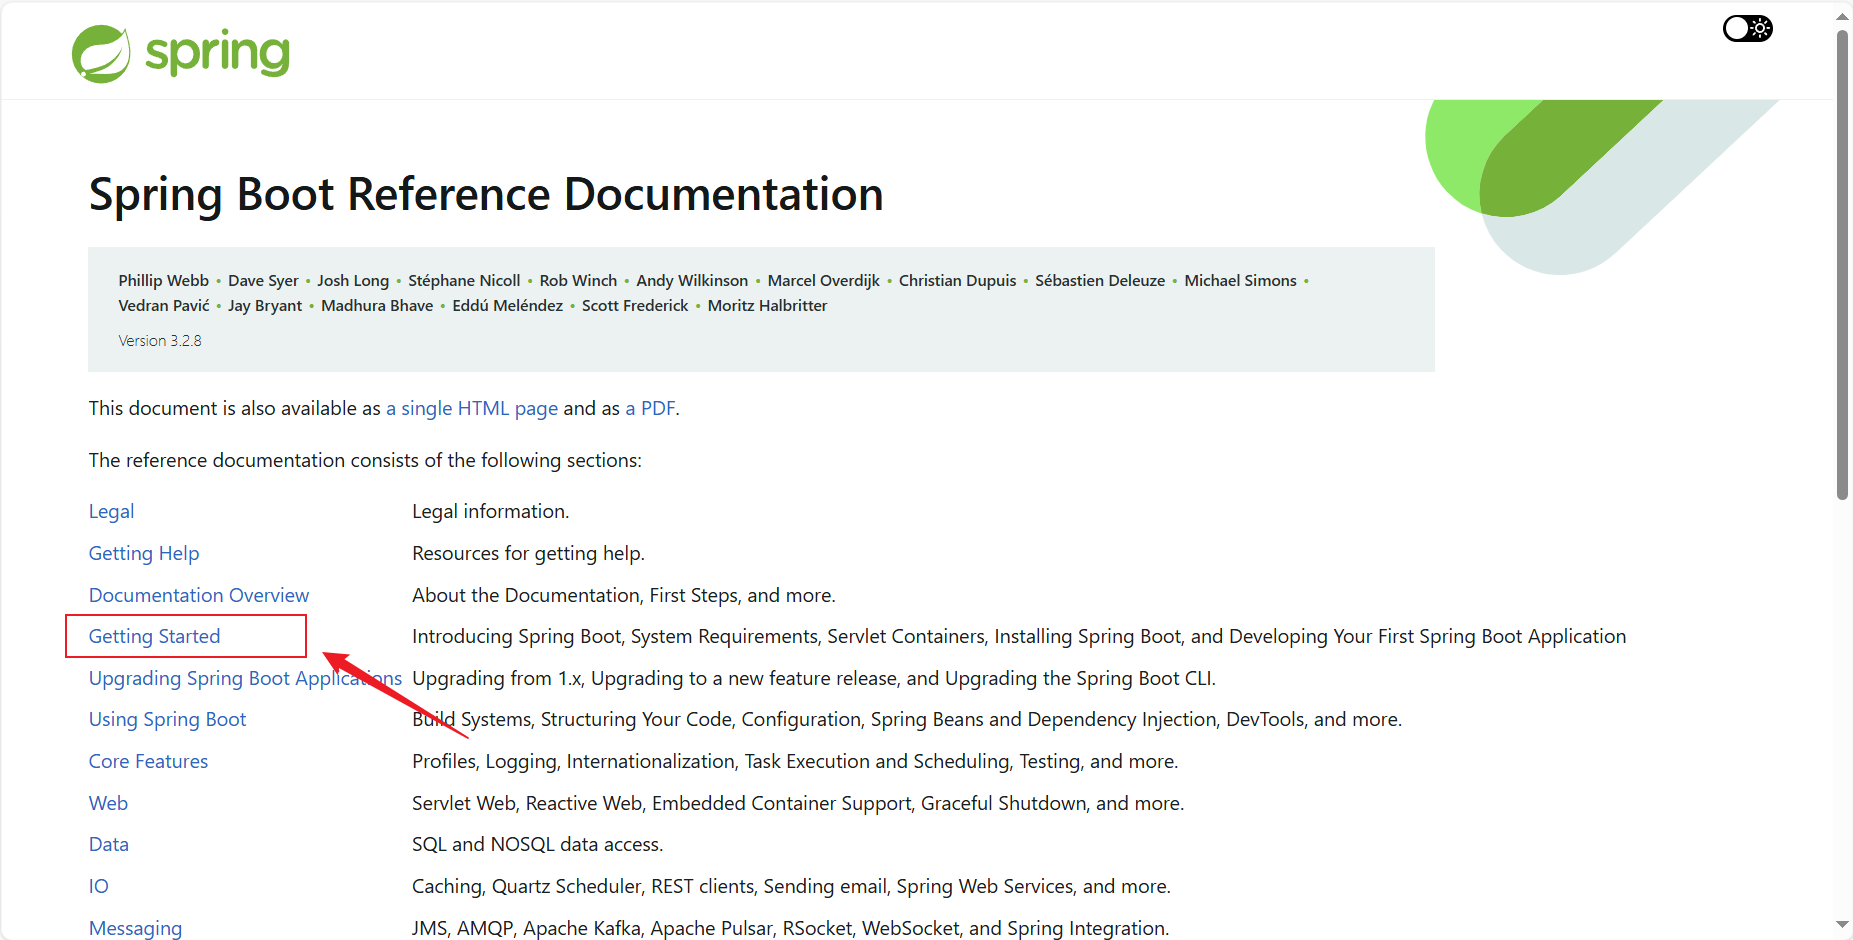 spring
Spring Boot Reference Documentation
Phillip Webb • Dave Syer • Josh Long • Stéphane Nicoll • Rob Winch • Andy Wilkinson • Marcel Overdijk • Christian Dupuis • Sébastien Deleuze • Michael Simons •
Vedran Pavić • Jay Bryant • Madhura Bhave • Eddú Meléndez • Scott Frederick • Moritz Halbritter
Version 3.2.8
This document is also available as a single HTML page and as a PDF.
The reference documentation consists of the following sections:
Legal Legal information.
Getting Help Resources for getting help.
Documentation Overview About the Documentation, First Steps, and more.
Getting Started Introducing Spring Boot, System Requirements, Servlet Containers, Installing Spring Boot, and Developing Your First Spring Boot Application
Upgrading Spring Boot Applications Upgrading from 1.x, Upgrading to a new feature release, and Upgrading the Spring Boot CLI.
Using Spring Boot Build Systems, Structuring Your Code, Configuration, Spring Beans and Dependency Injection, DevTools, and more.
Core Features Profiles, Logging, Internationalization, Task Execution and Scheduling, Testing, and more.
Web Servlet Web, Reactive Web, Embedded Container Support, Graceful Shutdown, and more.
Data SQL and NOSQL data access.
IO Caching, Quartz Scheduler, REST clients, Sending email, Spring Web Services, and more.
Messaging JMS, AMQP, Apache Kafka, Apache Pulsar, RSocket, WebSocket, and Spring Integration.